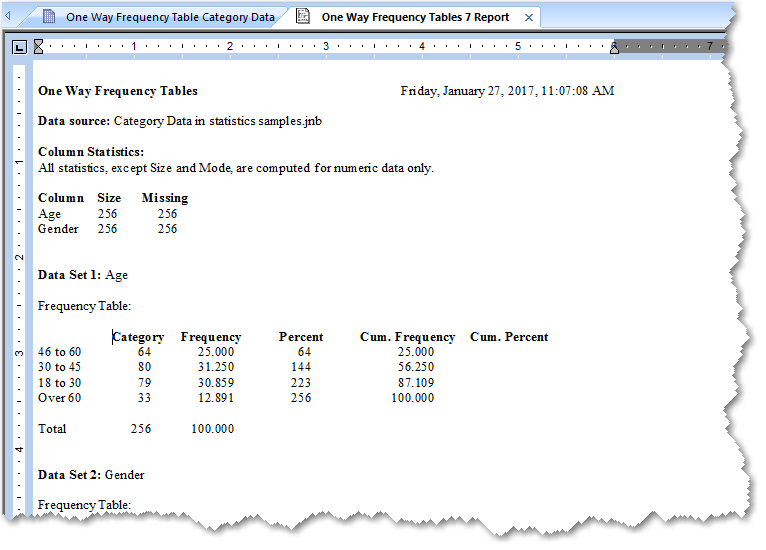 One Way Frequency Table Category Data One Way Frequency Tables 7 Report
1 2 3 4 5 6 7
One Way Frequency Tables Friday, January 27, 2017, 11:07:08 AM
Data source: Category Data in statistics samples.jnb
Column Statistics:
All statistics, except Size and Mode, are computed for numeric data only.
Column Size Missing
Age 256 256
Gender 256 256
Data Set 1: Age
Frequency Table:
Category Frequency Percent Cum. Frequency Cum. Percent
46 to 60 64 25.000 64 25.000
30 to 45 80 31.250 144 56.250
18 to 30 79 30.859 223 87.109
Over 60 33 12.891 256 100.000
Total 256 100.000
Data Set 2: Gender
Frequency Table:
1
2
3
4